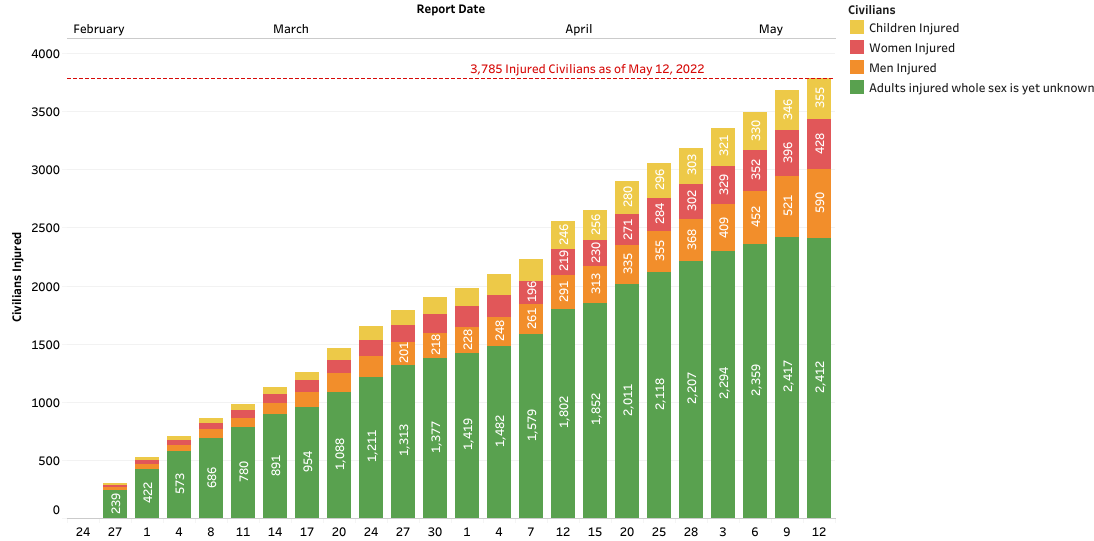 Report Date
February March April May
4000
3500
3000
2500
2000
1500
1000
500
0
Civilians Injured
3,785 Injured Civilians as of May 12, 2022
239 422 573 686 780 891 954 1,088 1,211 1,313 1,377 1,419 1,482 1,579 1,802 1,852 2,011 2,118 2,207 2,294 2,359 2,417 2,412
201 218 228 248 261 291 313 335 355 368 409 452 521 590
196 219 230 271 284 302 329 352 396 428
246 256 280 296 303 321 330 346 355
24 27 1 4 8 11 14 17 20 24 27 30 1 4 7 12 15 20 25 28 3 6 9 12
Civilians
Children Injured
Women Injured
Men Injured
Adults injured whole sex is yet unknown